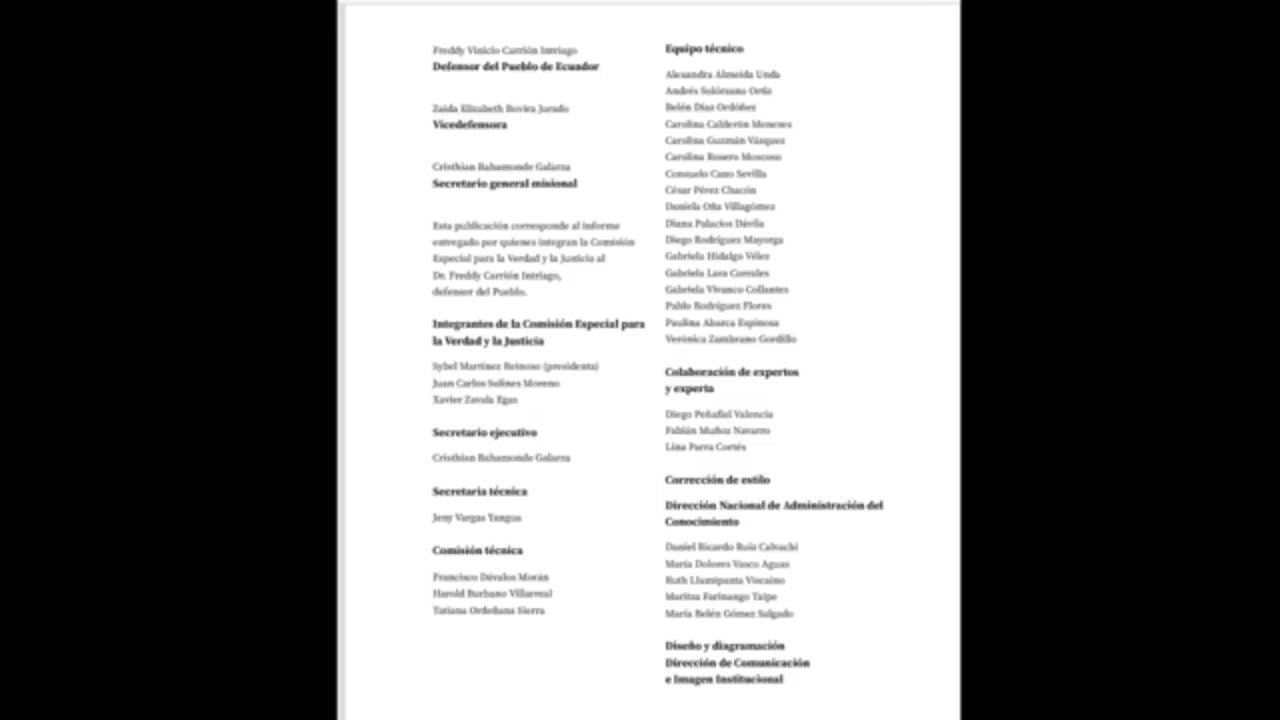 Freddy Vinicio Carrión Intriago
Defensor del Pueblo de Ecuador
Zaida Elizabeth Rovira Jurado
Vicedefensora
Cristhian Bahamonde Galarza
Secretario general misional
Esta publicación corresponde al informe
entregado por quienes integran la Comisión
Especial para la Verdad y la Justicia al
Dr. Freddy Carrión Intriago,
defensor del Pueblo.
Integrantes de la Comisión Especial para
la Verdad y la Justicia
Sybel Martínez Reinoso (presidenta)
Juan Carlos Solines Moreno
Xavier Zavala Egas
Secretario ejecutivo
Cristhian Bahamonde Galarza
Secretaria técnica
Jeny Vargas Yangua
Comisión técnica
Francisco Dávalos Morán
Harold Burbano Villarreal
Tatiana Ordeñana Sierra
Equipo técnico
Alexandra Almeida Unda
Andrés Solórzano Ortiz
Belén Díaz Ordóñez
Carolina Calderón Meneses
Carolina Guzmán Vásquez
Carolina Rosero Moscoso
Consuelo Cano Sevilla
César Pérez Chacón
Daniela Oña Villagómez
Diana Palacios Dávila
Diego Rodríguez Mayorga
Gabriela Hidalgo Vélez
Gabriela Lara Corrales
Gabriela Vivanco Collantes
Pablo Rodríguez Flores
Paulina Abarca Espinosa
Verónica Zambrano Gordillo
Colaboración de expertos
y experta
Diego Peñafiel Valencia
Fabián Muñoz Navarro
Lina Parra Cortés
Corrección de estilo
Dirección Nacional de Administración del
Conocimiento
Daniel Ricardo Ruiz Calvachi
María Dolores Vasco Aguas
Ruth Llumipanta Viscaino
Maritza Farinango Taipe
María Belén Gómez Salgado
Diseño y diagramación
Dirección de Comunicación
e Imagen Institucional